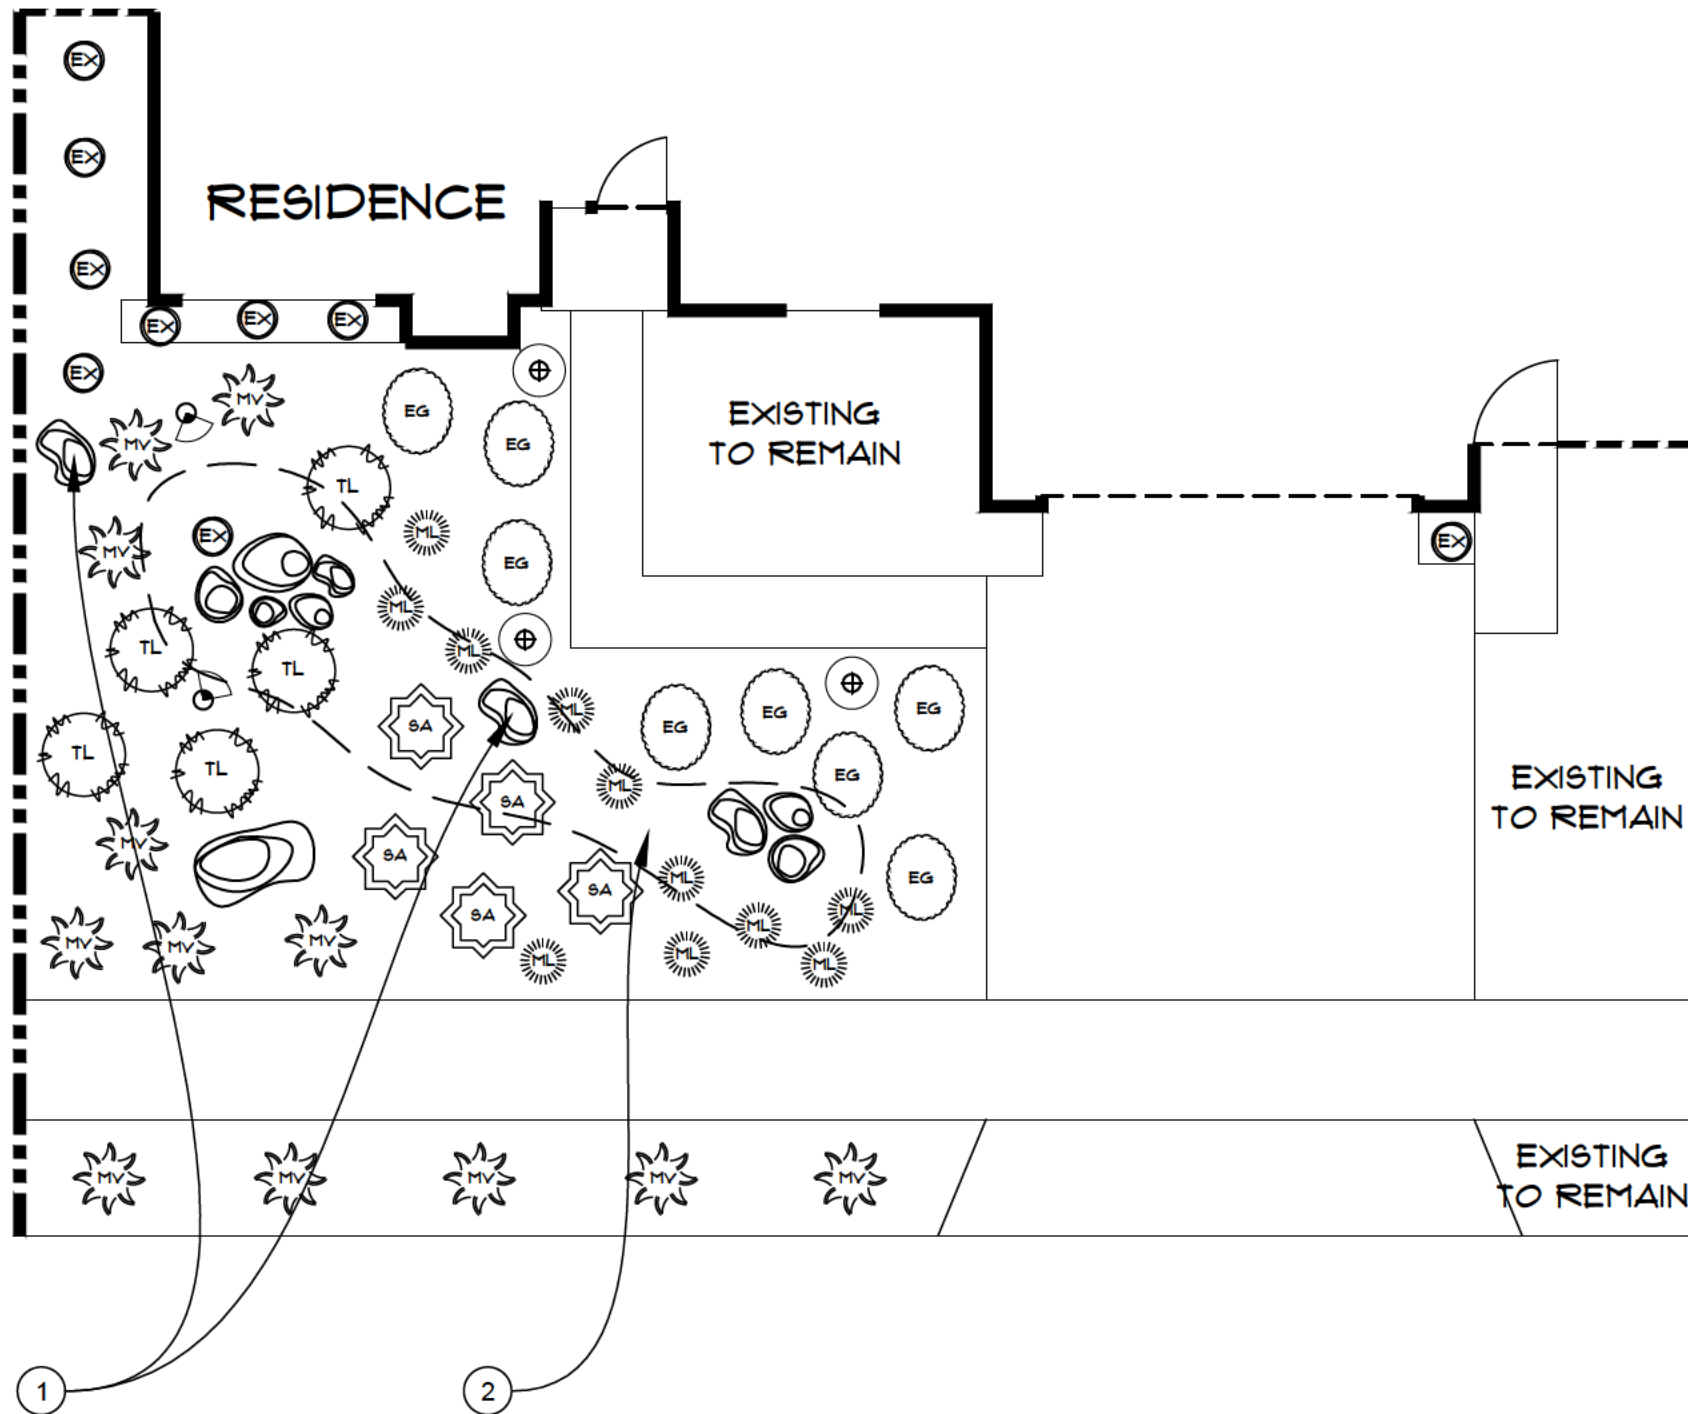 EX
EX
RESIDENCE
EX
EX
EX
EX
EX
MV
MV
EG
EG
EXISTING
TO REMAIN
TL
ML
EX
MV
EG
EX
ML
TL
ML
TL
SA
ML
EG
EG
EG
TL
TL
EG
ML
SA
EXISTING
TO REMAIN
MV
SA
SA
ML
EG
MV
MV
MV
SA
ML
ML
ML
ML
ML
MV
MV
MV
MV
MV
EXISTING
TO REMAIN
1
2